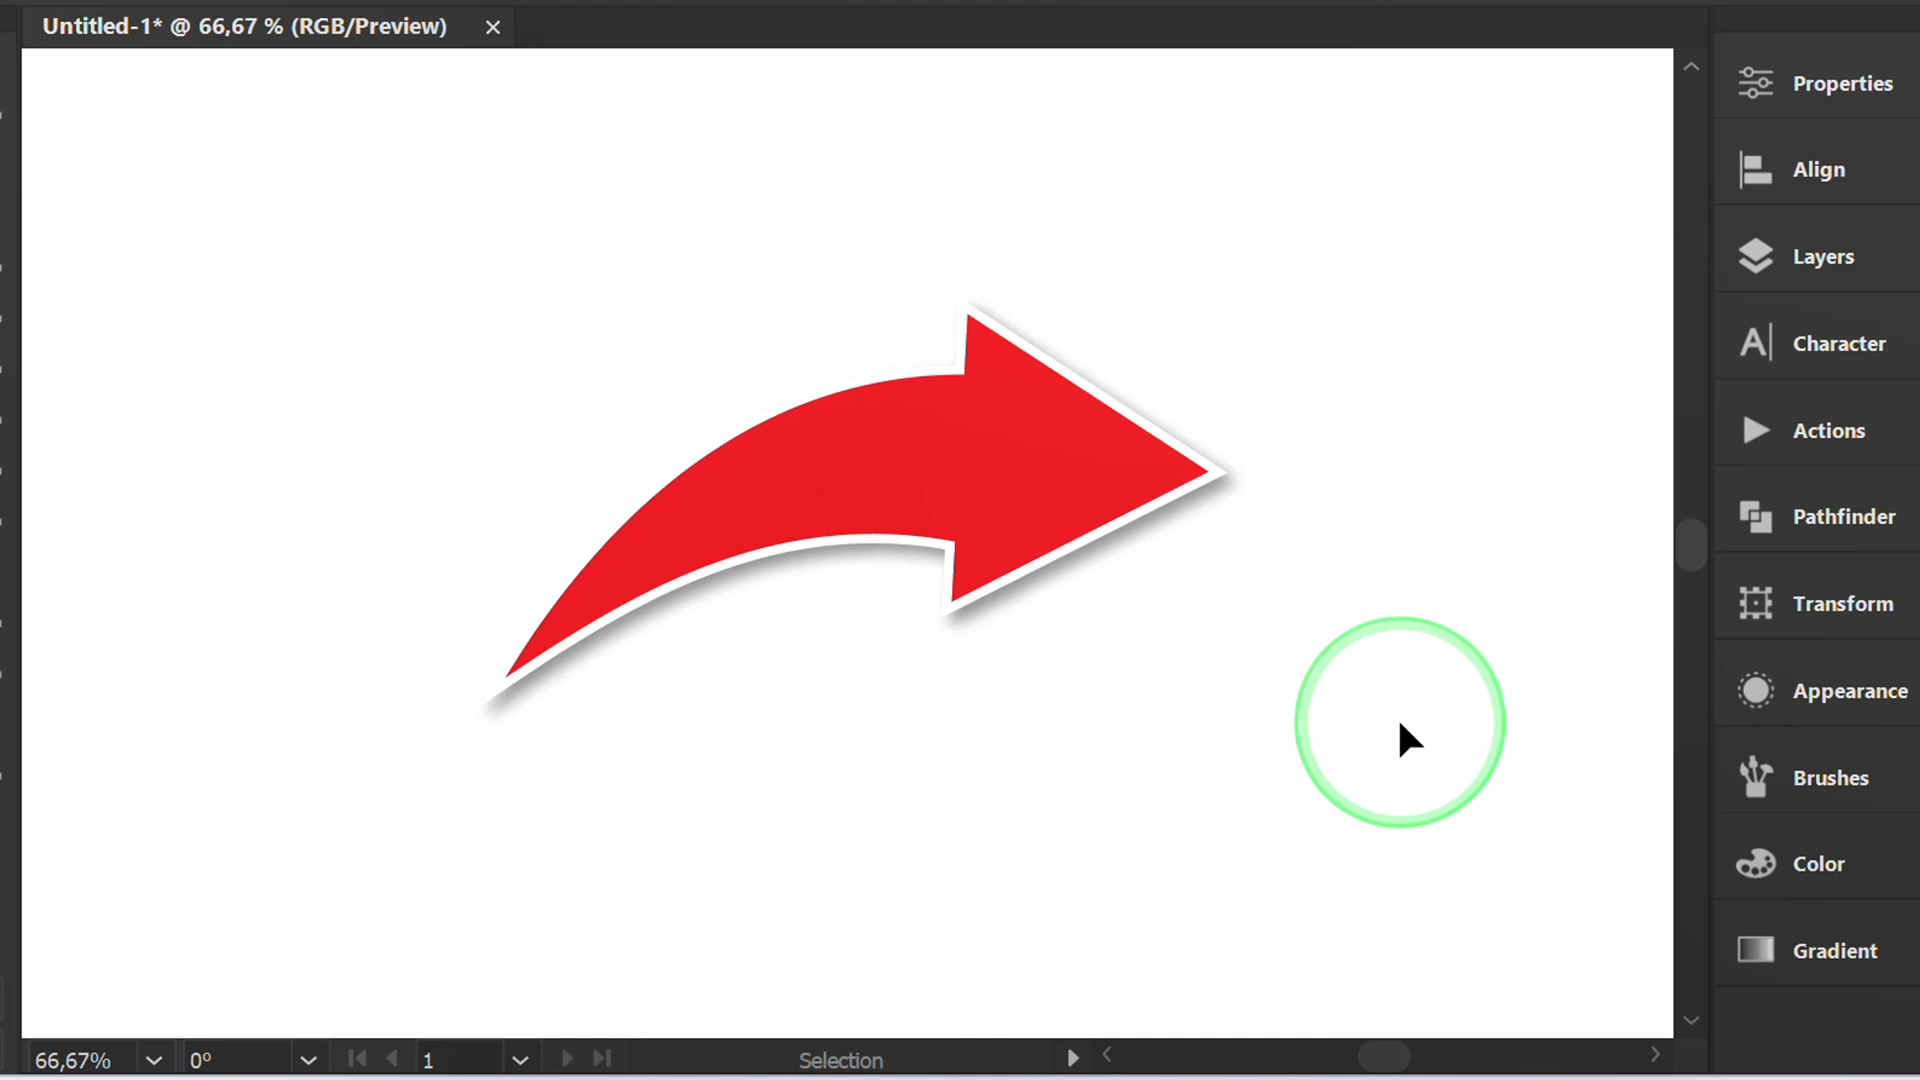 Untitled-1* @ 66,67 % (RGB/Preview)
Properties
Align
Layers
Character
Actions
Pathfinder
Transform
Appearance
Brushes
Color
Gradient
66,67% 0° 1 Selection